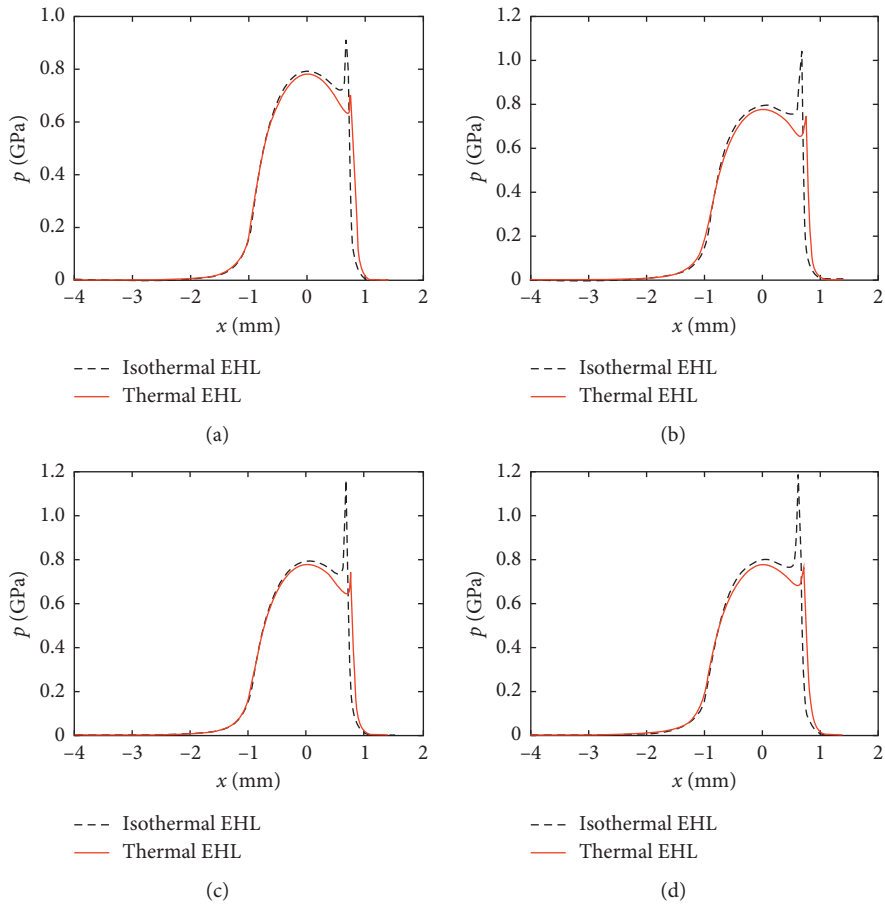 1.0
0.8
0.6
0.4
0.2
0
p (GPa)
–4 –3 –2 –1 0 1 2
x (mm)
Isothermal EHL
Thermal EHL
(a)
1.2
1.0
0.8
0.6
0.4
0.2
0
p (GPa)
–4 –3 –2 –1 0 1 2
x (mm)
Isothermal EHL
Thermal EHL
(b)
1.2
1.0
0.8
0.6
0.4
0.2
0
p (GPa)
–4 –3 –2 –1 0 1 2
x (mm)
Isothermal EHL
Thermal EHL
(c)
1.2
1.0
0.8
0.6
0.4
0.2
0
p (GPa)
–4 –3 –2 –1 0 1 2
x (mm)
Isothermal EHL
Thermal EHL
(d)